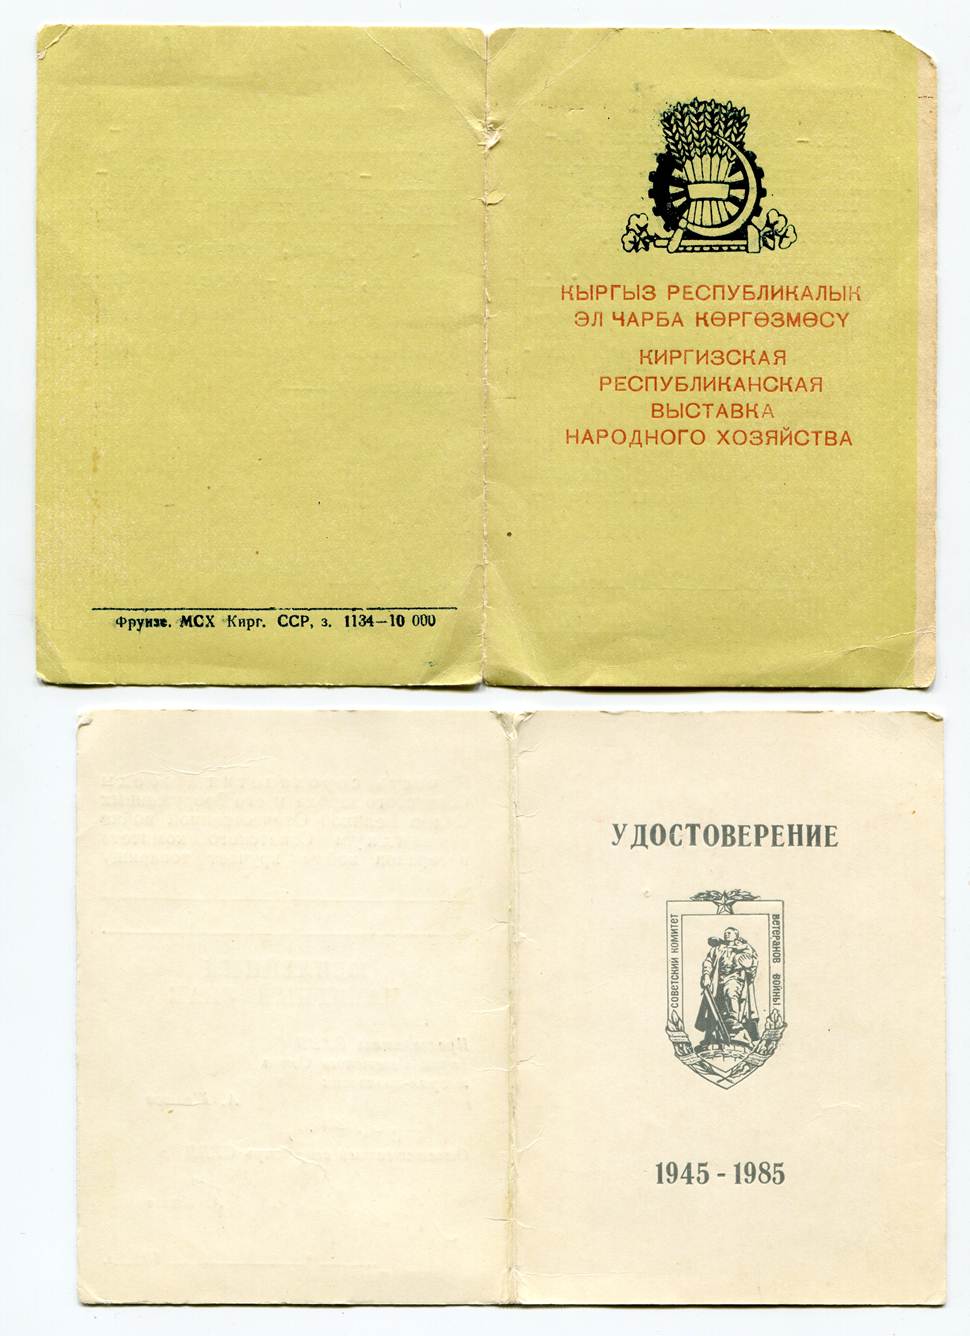 КЫРГЫЗ РЕСПУБЛИКАЛЫК
ЭЛ ЧАРБА КӨРГӨЗМӨСҮ
КИРГИЗСКАЯ
РЕСПУБЛИКАНСКАЯ
ВЫСТАВКА
НАРОДНОГО ХОЗЯЙСТВА
Фрунзе. МСХ Кирг. ССР, з. 1134—10 000
УДОСТОВЕРЕНИЕ
СОВЕТСКИЙ КОМИТЕТ
ВЕТЕРАНОВ ВОЙНЫ
1945 - 1985